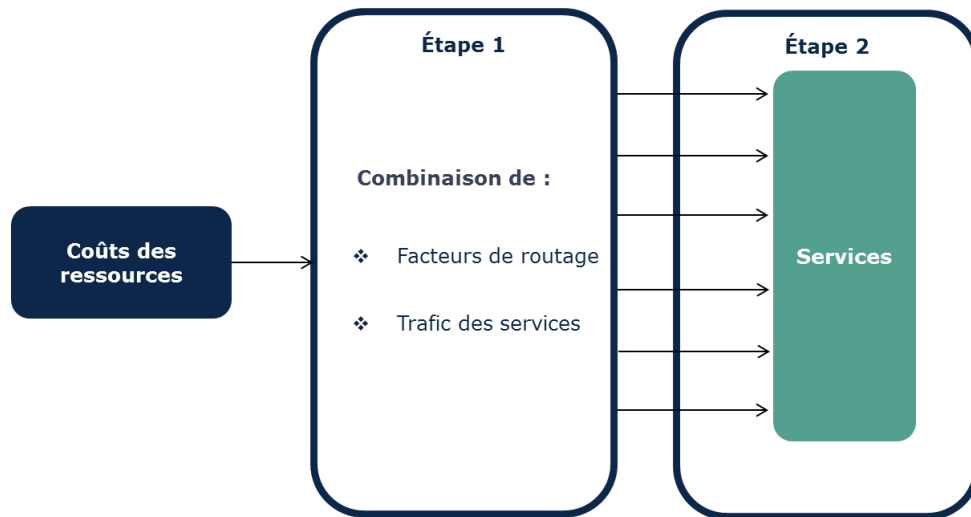 Étape 1
Étape 2
Combinaison de :
Coûts des
ressources
❖ Facteurs de routage
❖ Trafic des services
Services